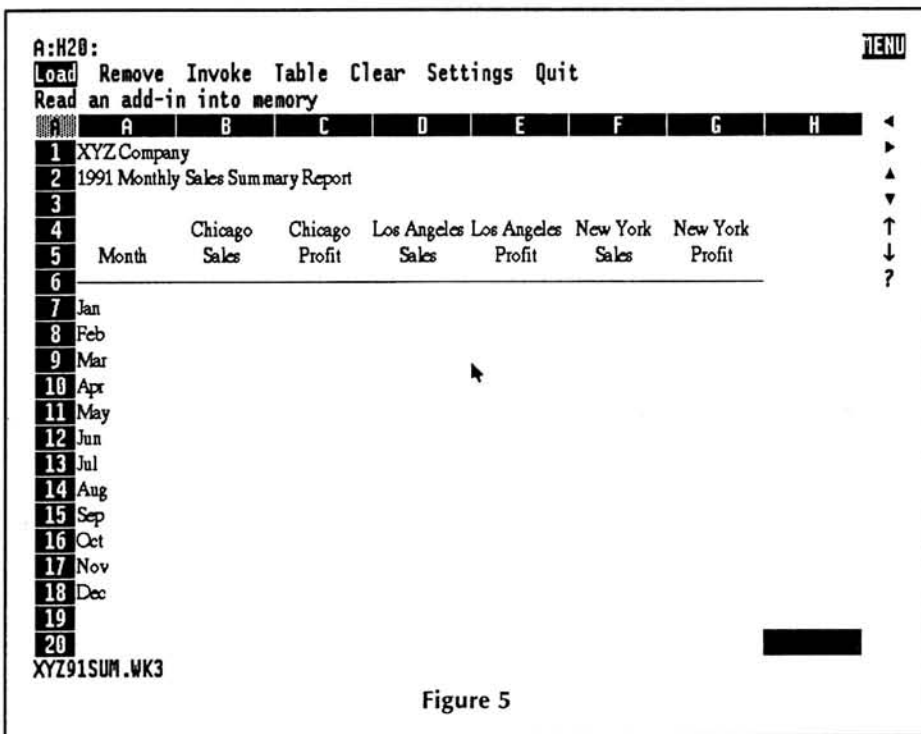 A:H20: MENU
Load Remove Invoke Table Clear Settings Quit
Read an add-in into memory
A A B C D E F G H
1 XYZ Company
2 1991 Monthly Sales Summary Report
3
4 Chicago Chicago Los Angeles Los Angeles New York New York
5 Month Sales Profit Sales Profit Sales Profit
6
7 Jan
8 Feb
9 Mar
10 Apr
11 May
12 Jun
13 Jul
14 Aug
15 Sep
16 Oct
17 Nov
18 Dec
19
20
?
XYZ91SUM.WK3
Figure 5